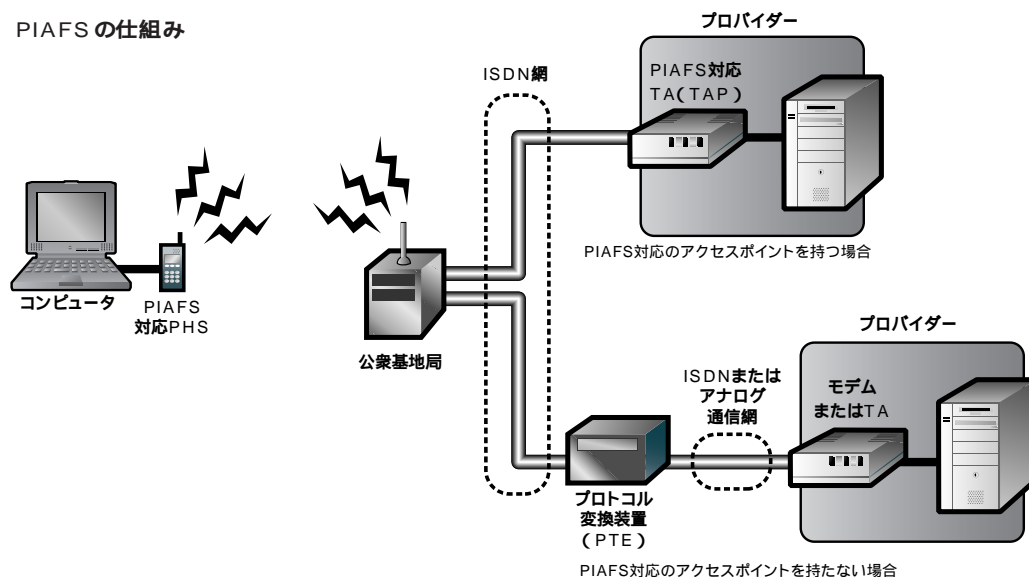 PIAFSの仕組み
プロバイダー
ISDN網
PIAFS対応
TA(TAP)
PIAFS対応のアクセスポイントを持つ場合
コンピュータ
PIAFS
対応PHS
公衆基地局
プロバイダー
ISDNまたは
アナログ
通信網
モデム
またはTA
プロトコル
変換装置
(PTE)
PIAFS対応のアクセスポイントを持たない場合